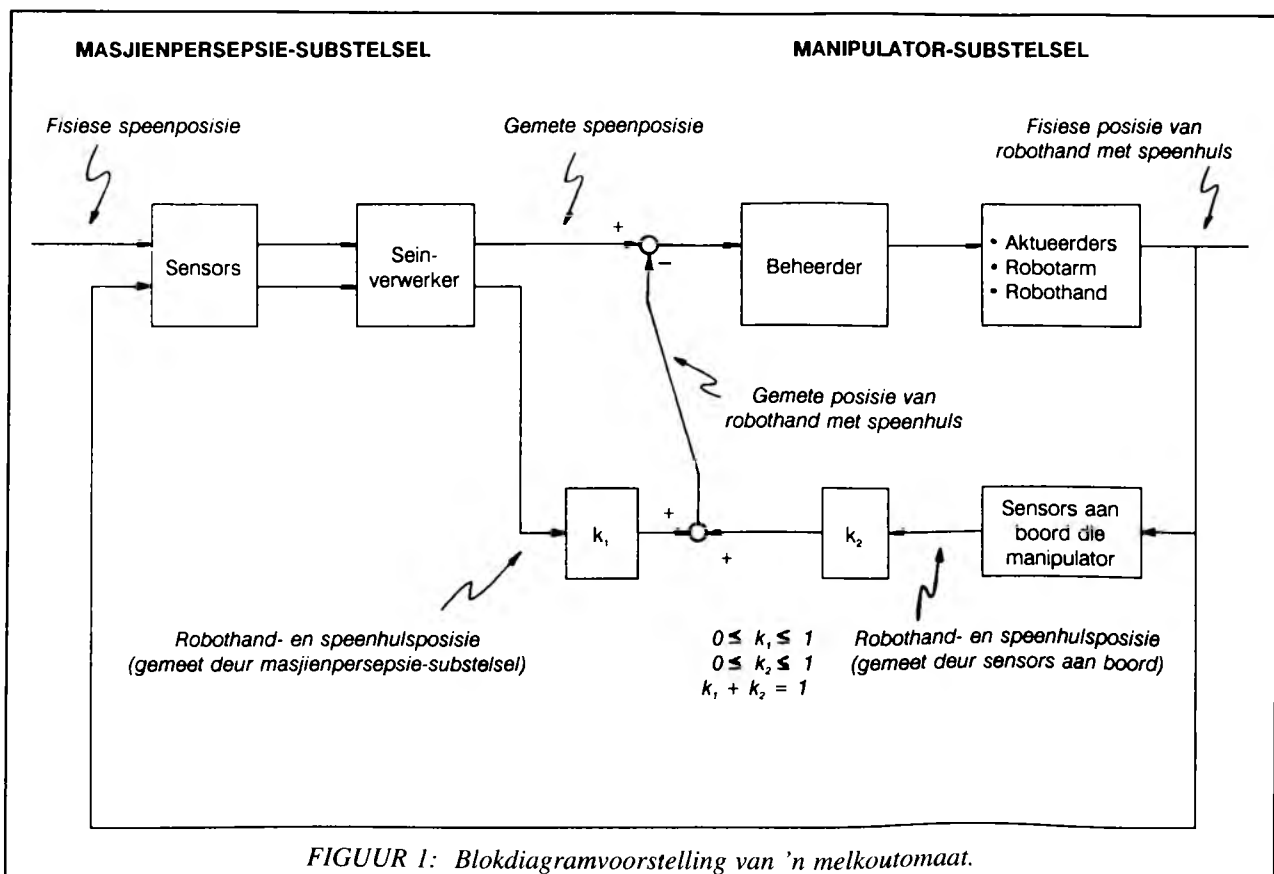 MASJIENPERSEPSIE-SUBSTELSEL
MANIPULATOR-SUBSTELSEL
Fisiese speenposisie
Gemete speenposisie
Fisiese posisie van
robothand met speenhuls
Sensors
Sein-
verwerker
+
−
Beheerder
• Aktueerders
• Robotarm
• Robothand
Gemete posisie van
robothand met speenhuls
k₁
+
+
k₂
Sensors aan
boord die
manipulator
Robothand- en speenhulsposisie
(gemeet deur masjienpersepsie-substelsel)
0 ≤ k₁ ≤ 1
0 ≤ k₂ ≤ 1
k₁ + k₂ = 1
Robothand- en speenhulsposisie
(gemeet deur sensors aan boord)
FIGUUR 1: Blokdiagramvoorstelling van 'n melkoutomaat.